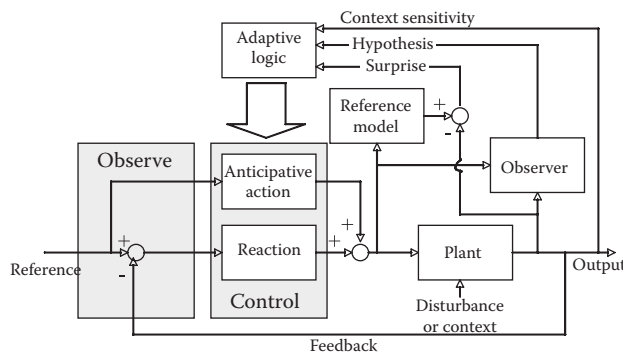 Context sensitivity
Adaptive
logic
Hypothesis
Surprise
Reference
model
+
-
Observe
Anticipative
action
Observer
+
+
Reaction
+ +
Plant
Reference
-
Output
Control
Disturbance
or context
Feedback